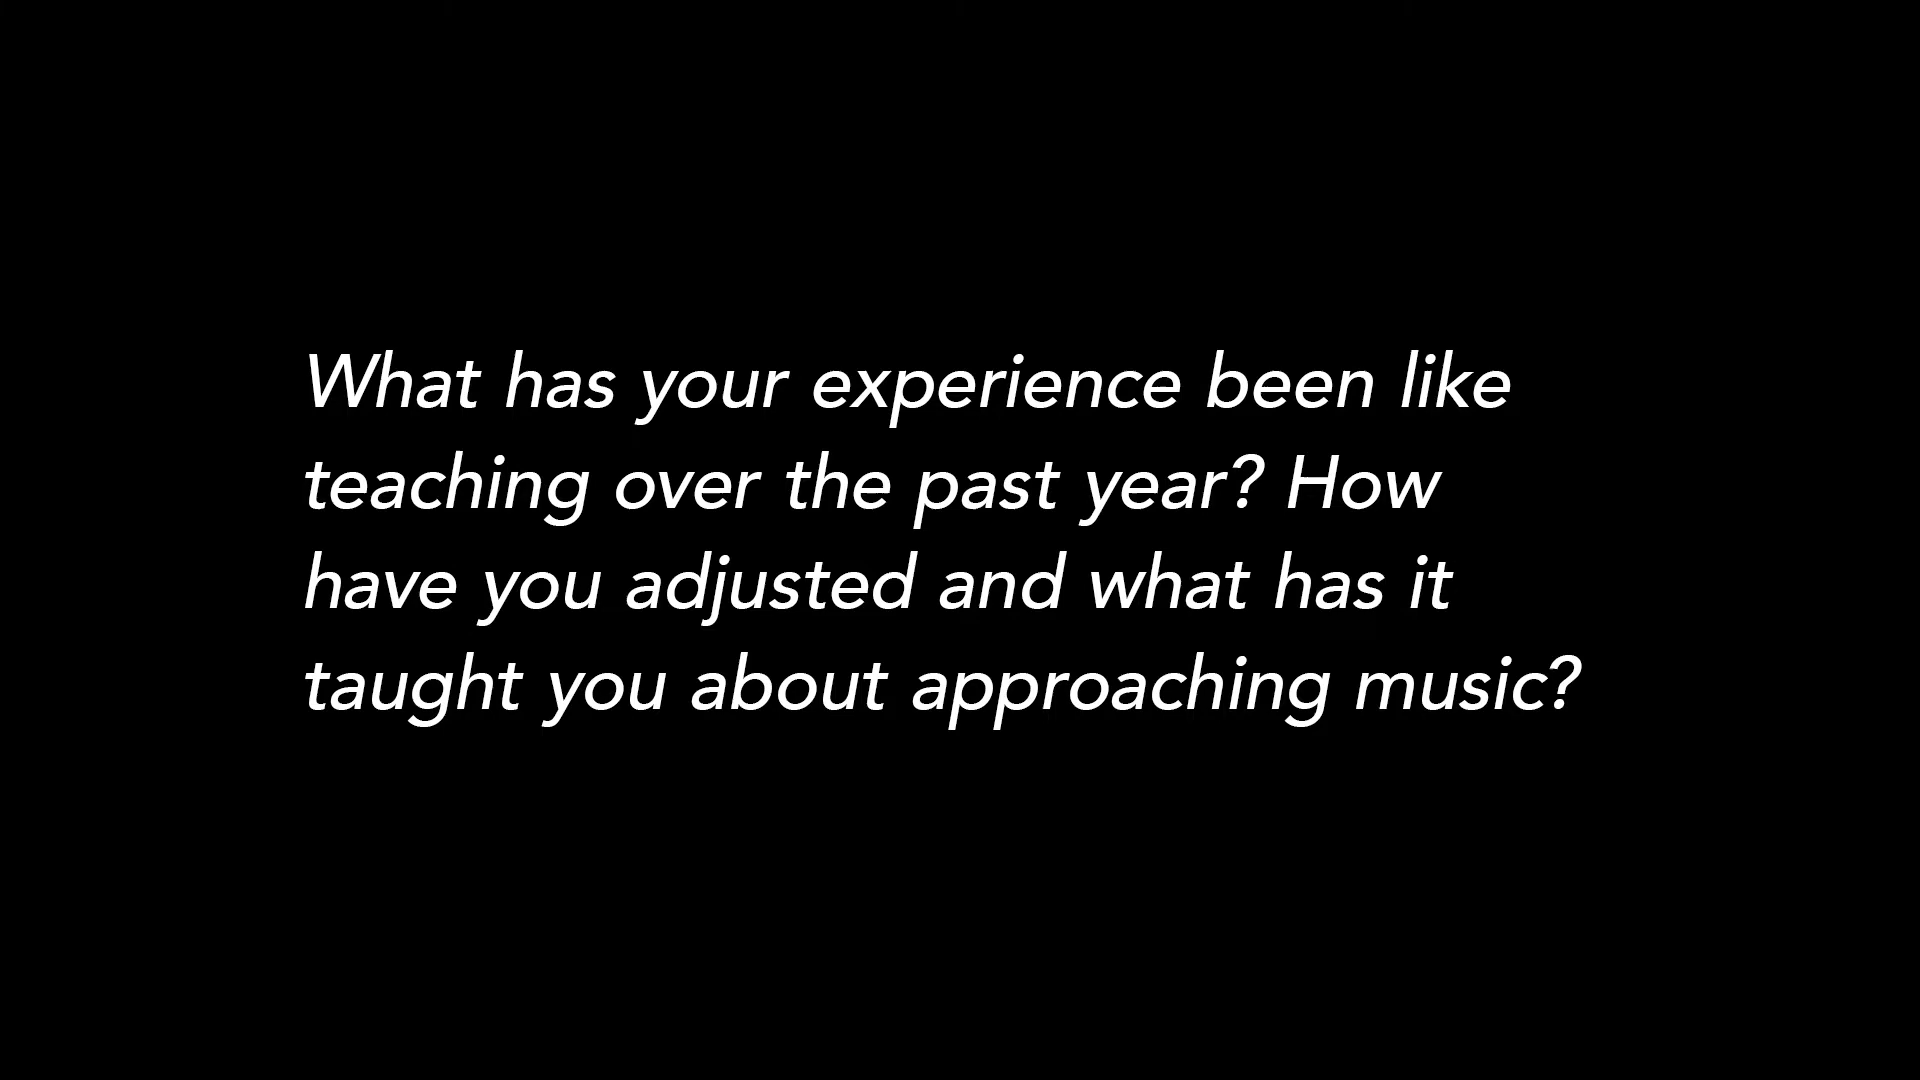 What has your experience been like
teaching over the past year? How
have you adjusted and what has it
taught you about approaching music?